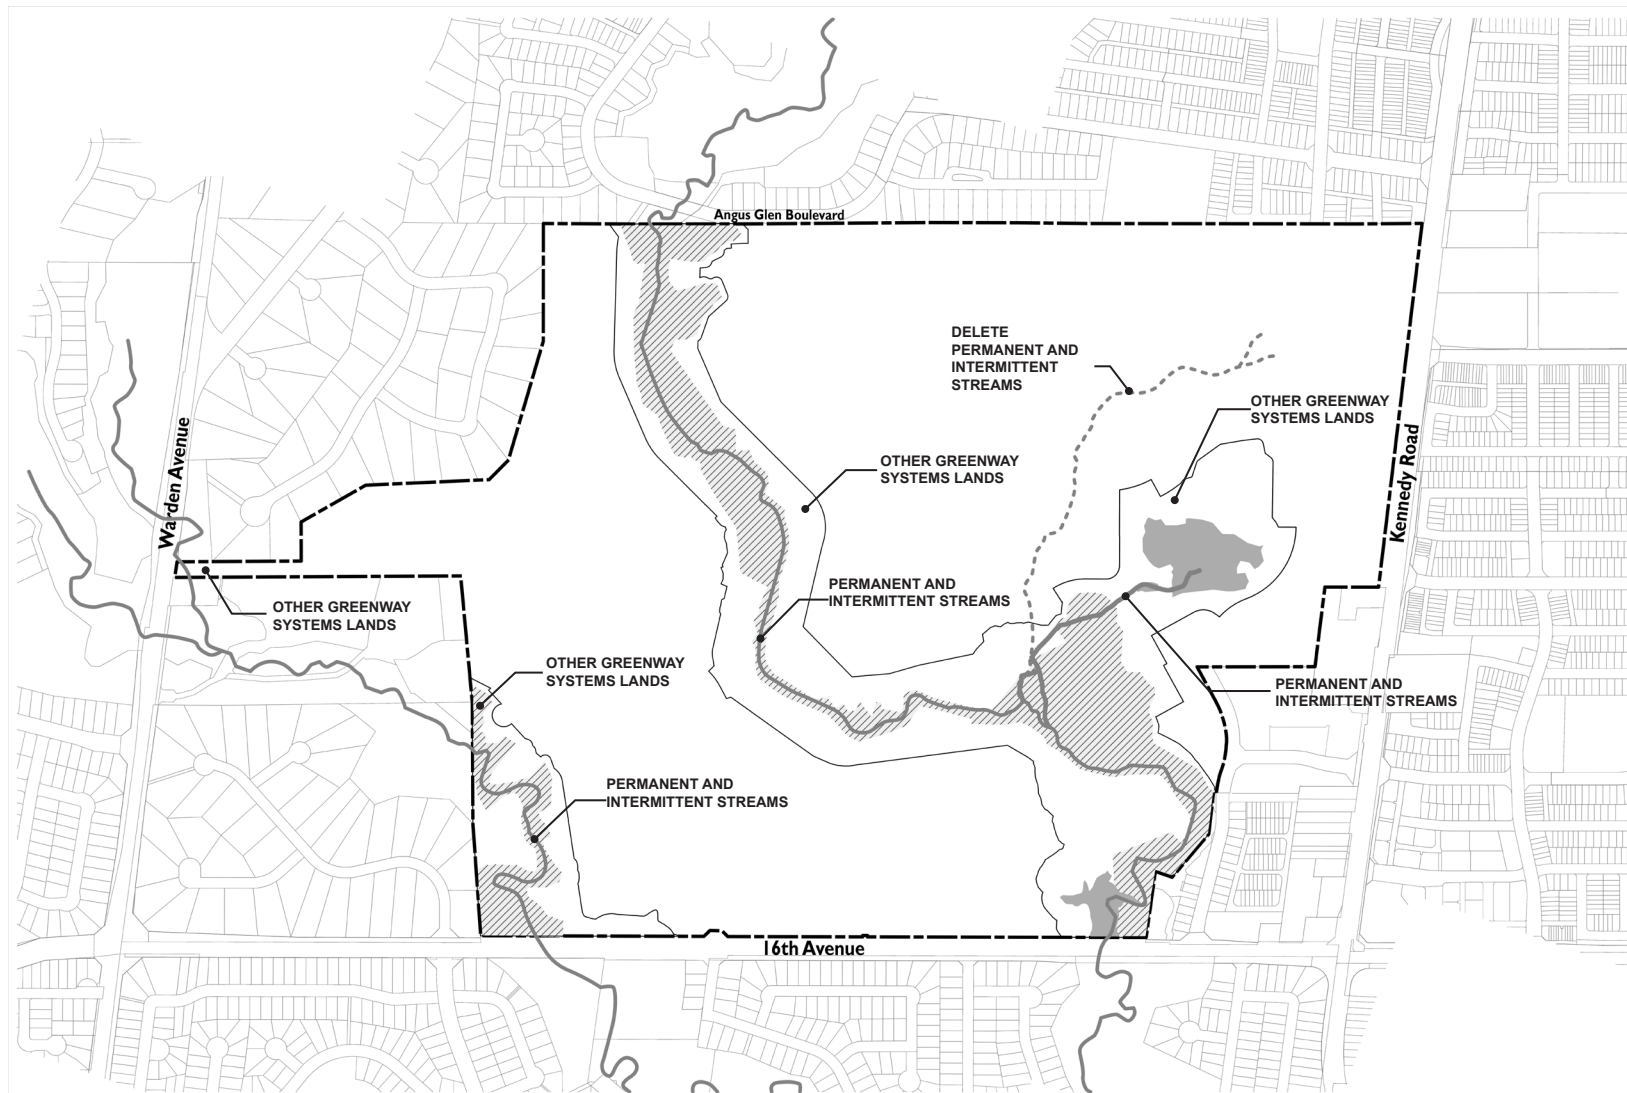 Angus Glen Boulevard
DELETE
PERMANENT AND
INTERMITTENT
STREAMS
OTHER GREENWAY
SYSTEMS LANDS
Warden Avenue
Kennedy Road
OTHER GREENWAY
SYSTEMS LANDS
PERMANENT AND
INTERMITTENT STREAMS
OTHER GREENWAY
SYSTEMS LANDS
OTHER GREENWAY
SYSTEMS LANDS
PERMANENT AND
INTERMITTENT STREAMS
PERMANENT AND
INTERMITTENT STREAMS
16th Avenue